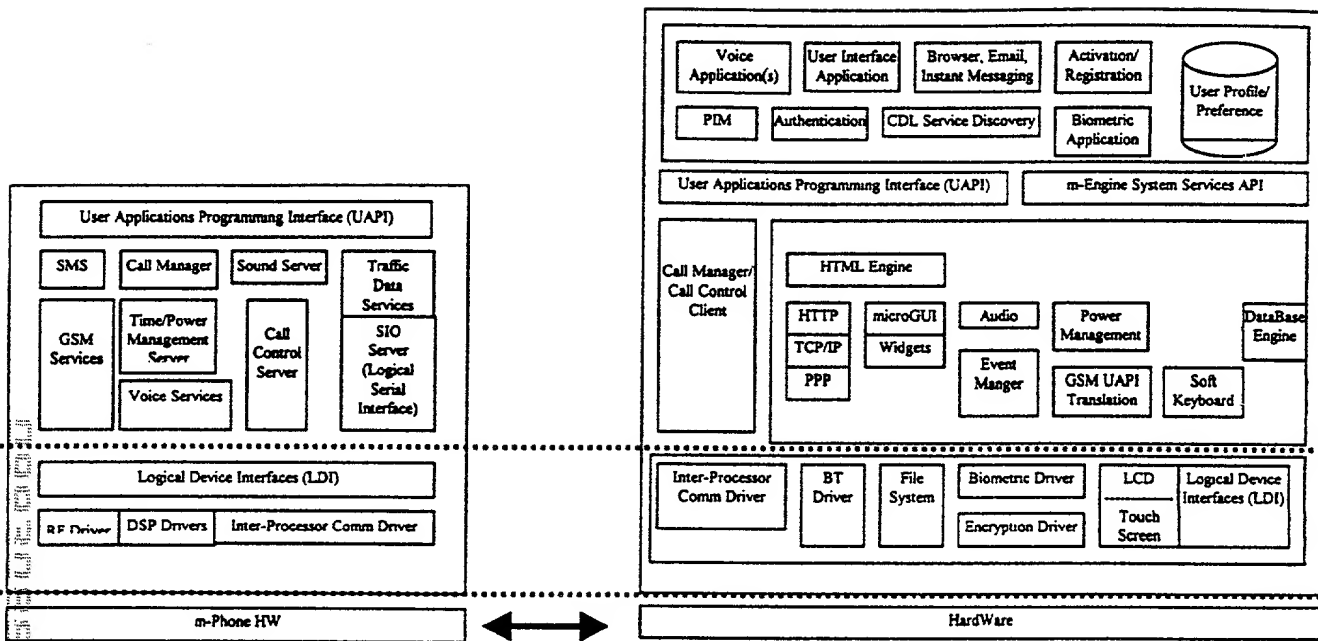 Voice
Application(s)
User Interface
Application
Browser, Email,
Instant Messaging
Activation/
Registration
User Profile/
Preference
PIM
Authentication
CDL Service Discovery
Biometric
Application
User Applications Programming Interface (UAPI)
m-Engine System Services API
User Applications Programming Interface (UAPI)
SMS
Call Manager
Sound Server
Traffic
Data
Services
GSM
Services
Time/Power
Management
Server
Call
Control
Server
SIO
Server
(Logical
Serial
Interface)
Voice Services
Call Manager/
Call Control
Client
HTML Engine
HTTP
TCP/IP
PPP
microGUI
Widgets
Audio
Event
Manger
Power
Management
GSM UAPI
Translation
Soft
Keyboard
DataBase
Engine
Logical Device Interfaces (LDI)
RF Driver
DSP Drivers
Inter-Processor Comm Driver
Inter-Processor
Comm Driver
BT
Driver
File
System
Biometric Driver
Encryption Driver
LCD
Touch
Screen
Logical Device
Interfaces (LDI)
m-Phone HW
HardWare